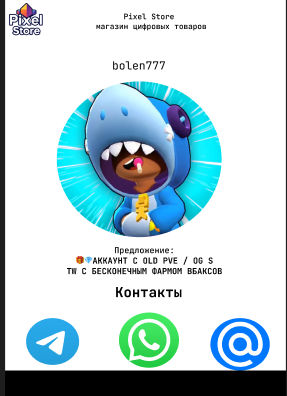 Pixel
Store
Pixel Store
магазин цифровых товаров
bolen777
Предложение:
🎁💎АККАУНТ С OLD PVE / OG S
TW С БЕСКОНЕЧНЫМ ФАРМОМ ВБАКСОВ
Контакты
@